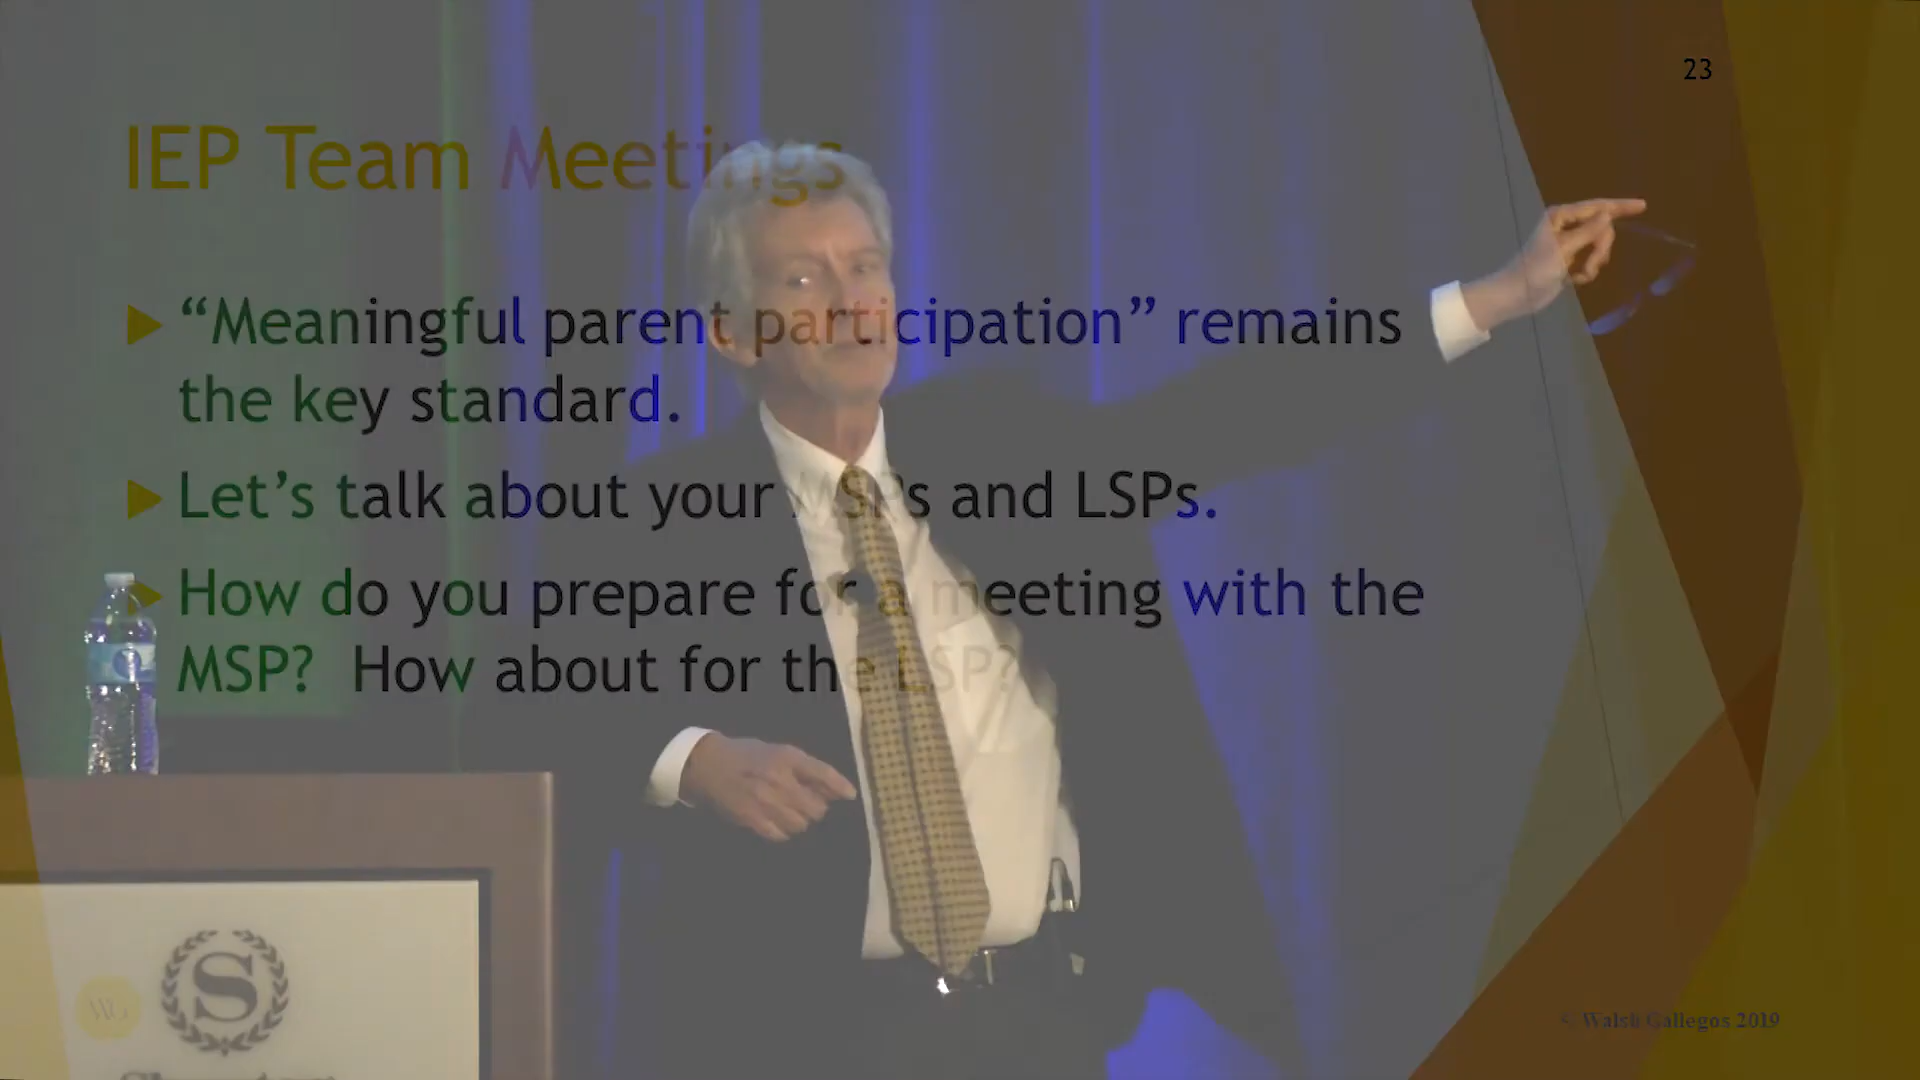 23
IEP Team Meetings
“Meaningful parent participation” remains
the key standard.
Let’s talk about your MSPs and LSPs.
How do you prepare for a meeting with the
MSP? How about for the LSP?
WG
S
© Walsh Gallegos 2019